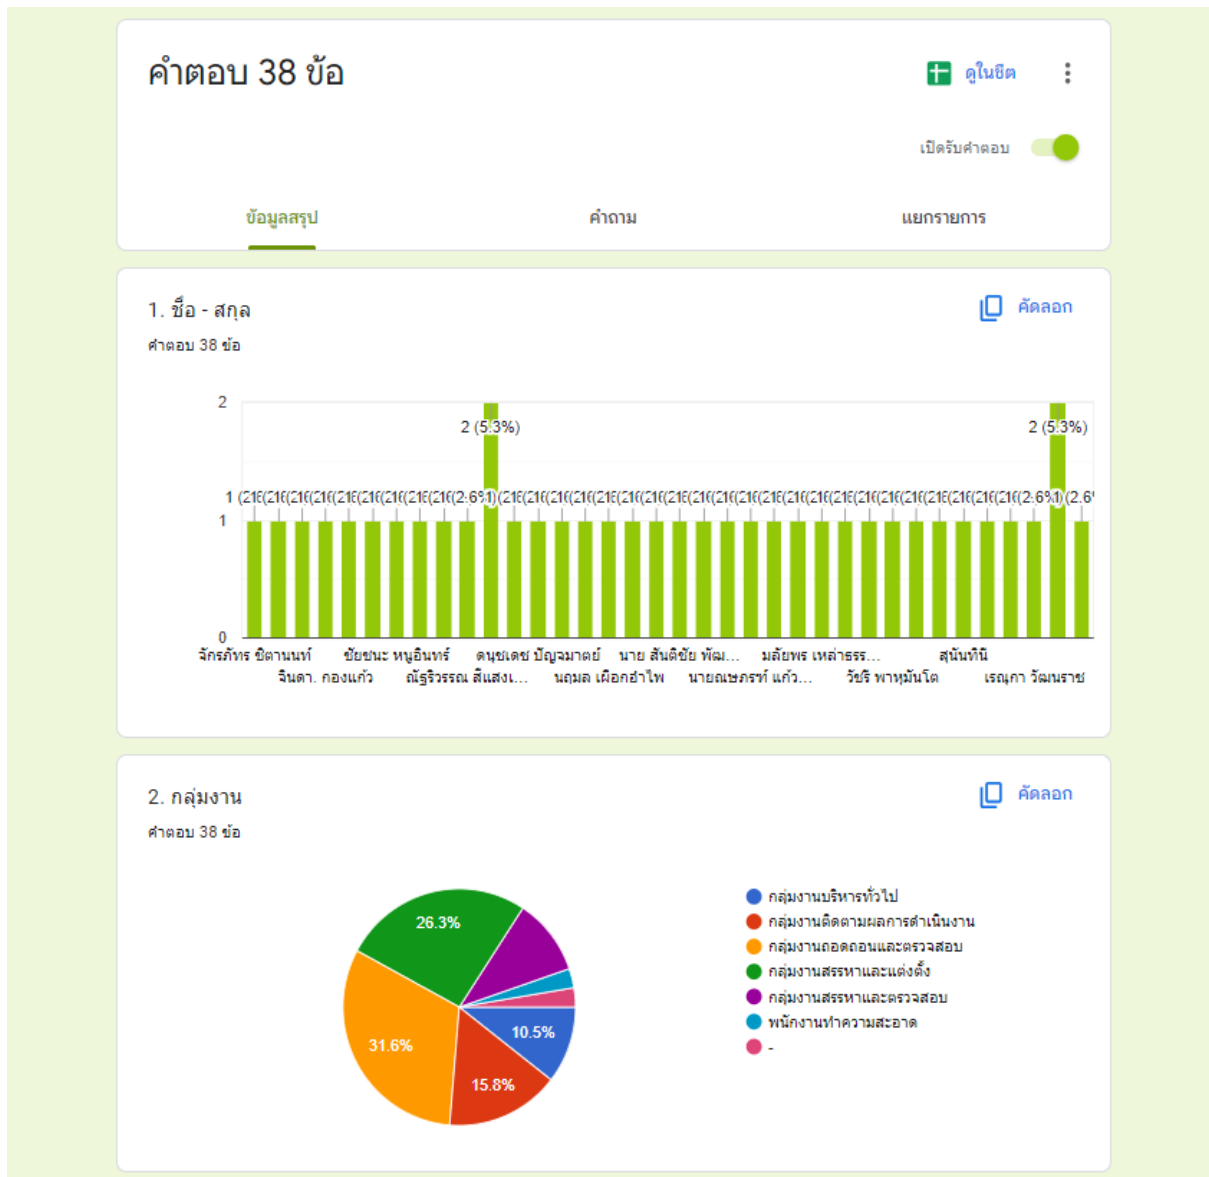 คำตอบ 38 ข้อ
ดูในชีต
เปิดรับคำตอบ
ข้อมูลสรุป คำถาม แยกรายการ
1. ชื่อ - สกุล
คัดลอก
คำตอบ 38 ข้อ
2
2 (5.3%) 2 (5.3%)
1
0
จักรภัทร ชิตานนท์ ชัยชนะ หนูอินทร์ ดนุชเดช ปัญจมาตย์ นาย สันติชัย พัฒ... มลัยพร เหล่าธรร... สุนันทินี
จินดา. กองแก้ว ณัฐริวรรณ สีแสงเ... นฤมล เผือกอำไพ นายณษภรฑ์ แก้ว... วัชรี พาหุมันโต เรณุกา วัฒนราช
2. กลุ่มงาน
คัดลอก
คำตอบ 38 ข้อ
26.3%
31.6%
10.5%
15.8%
กลุ่มงานบริหารทั่วไป
กลุ่มงานติดตามผลการดำเนินงาน
กลุ่มงานถอดถอนและตรวจสอบ
กลุ่มงานสรรหาและแต่งตั้ง
กลุ่มงานสรรหาและตรวจสอบ
พนักงานทำความสะอาด
-